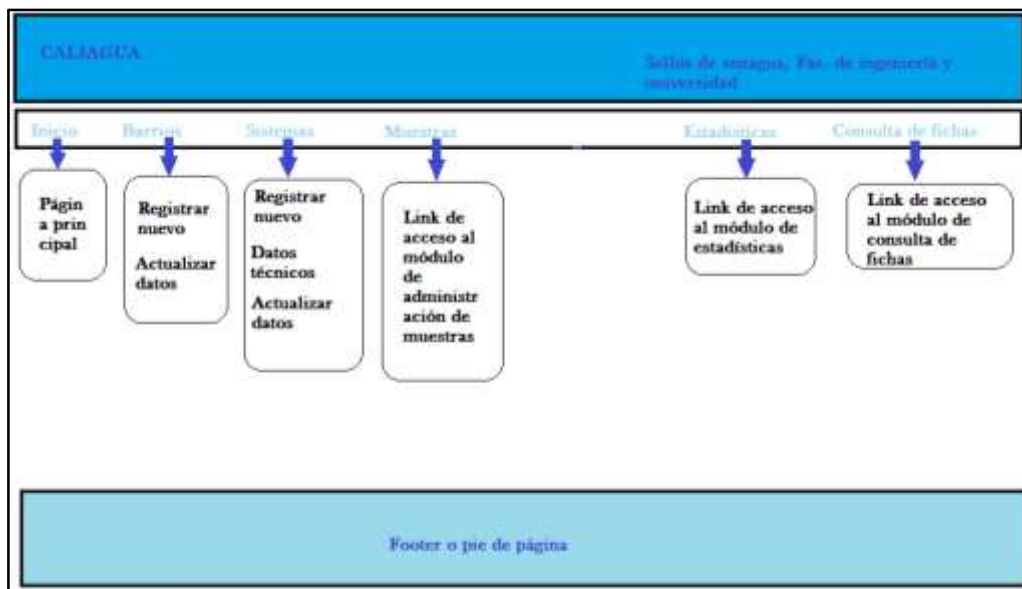 CALIAGUA
Sellos de senagua, Fac. de ingeniería y
universidad
Inicio
Barrios
Sistemas
Muestras
Estadísticas
Consulta de fichas
Págin
a prin
cipal
Registrar
nuevo
Actualizar
datos
Registrar
nuevo
Datos
técnicos
Actualizar
datos
Link de
acceso al
módulo
de
administr
ación de
muestras
Link de acceso
al módulo de
estadísticas
Link de acceso
al módulo de
consulta de
fichas
Footer o pie de página